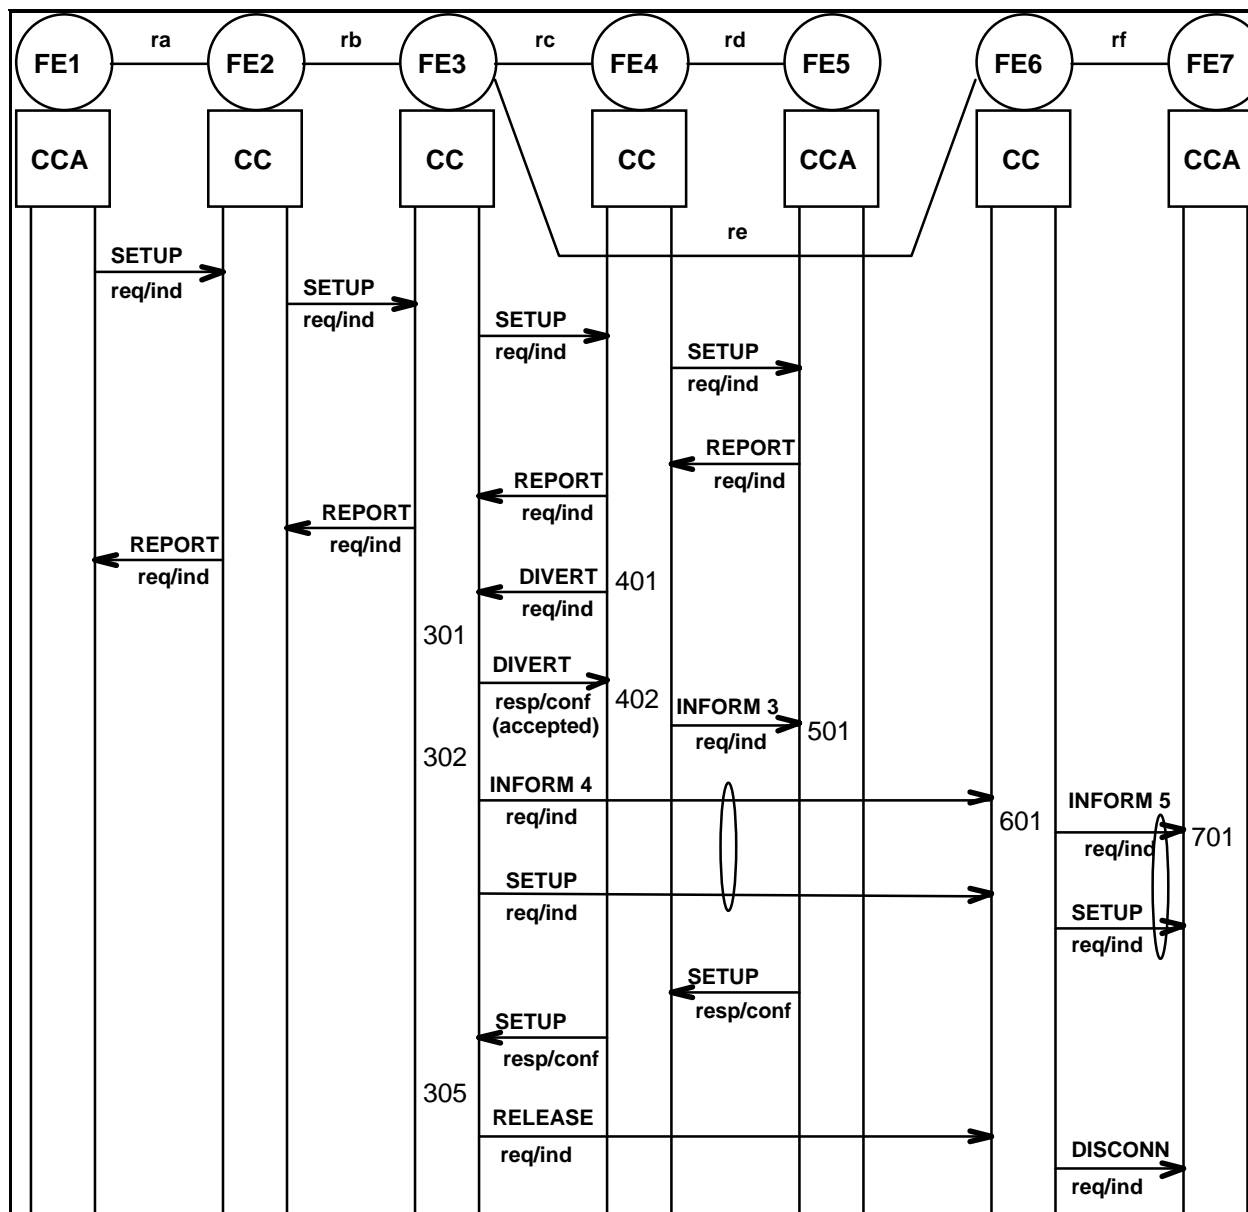 ra rb rc rd rf
FE1 FE2 FE3 FE4 FE5 FE6 FE7
CCA CC CC CC CCA CC CCA
re
SETUP
req/ind
SETUP
req/ind
SETUP
req/ind
SETUP
req/ind
REPORT
req/ind
REPORT
req/ind
REPORT
req/ind
REPORT
req/ind
DIVERT 401
req/ind
301
DIVERT
resp/conf 402
(accepted)
INFORM 3
req/ind 501
302
INFORM 4
req/ind
601
INFORM 5
req/ind 701
SETUP
req/ind
SETUP
req/ind
SETUP
resp/conf
SETUP
resp/conf
305
RELEASE
req/ind
DISCONN
req/ind